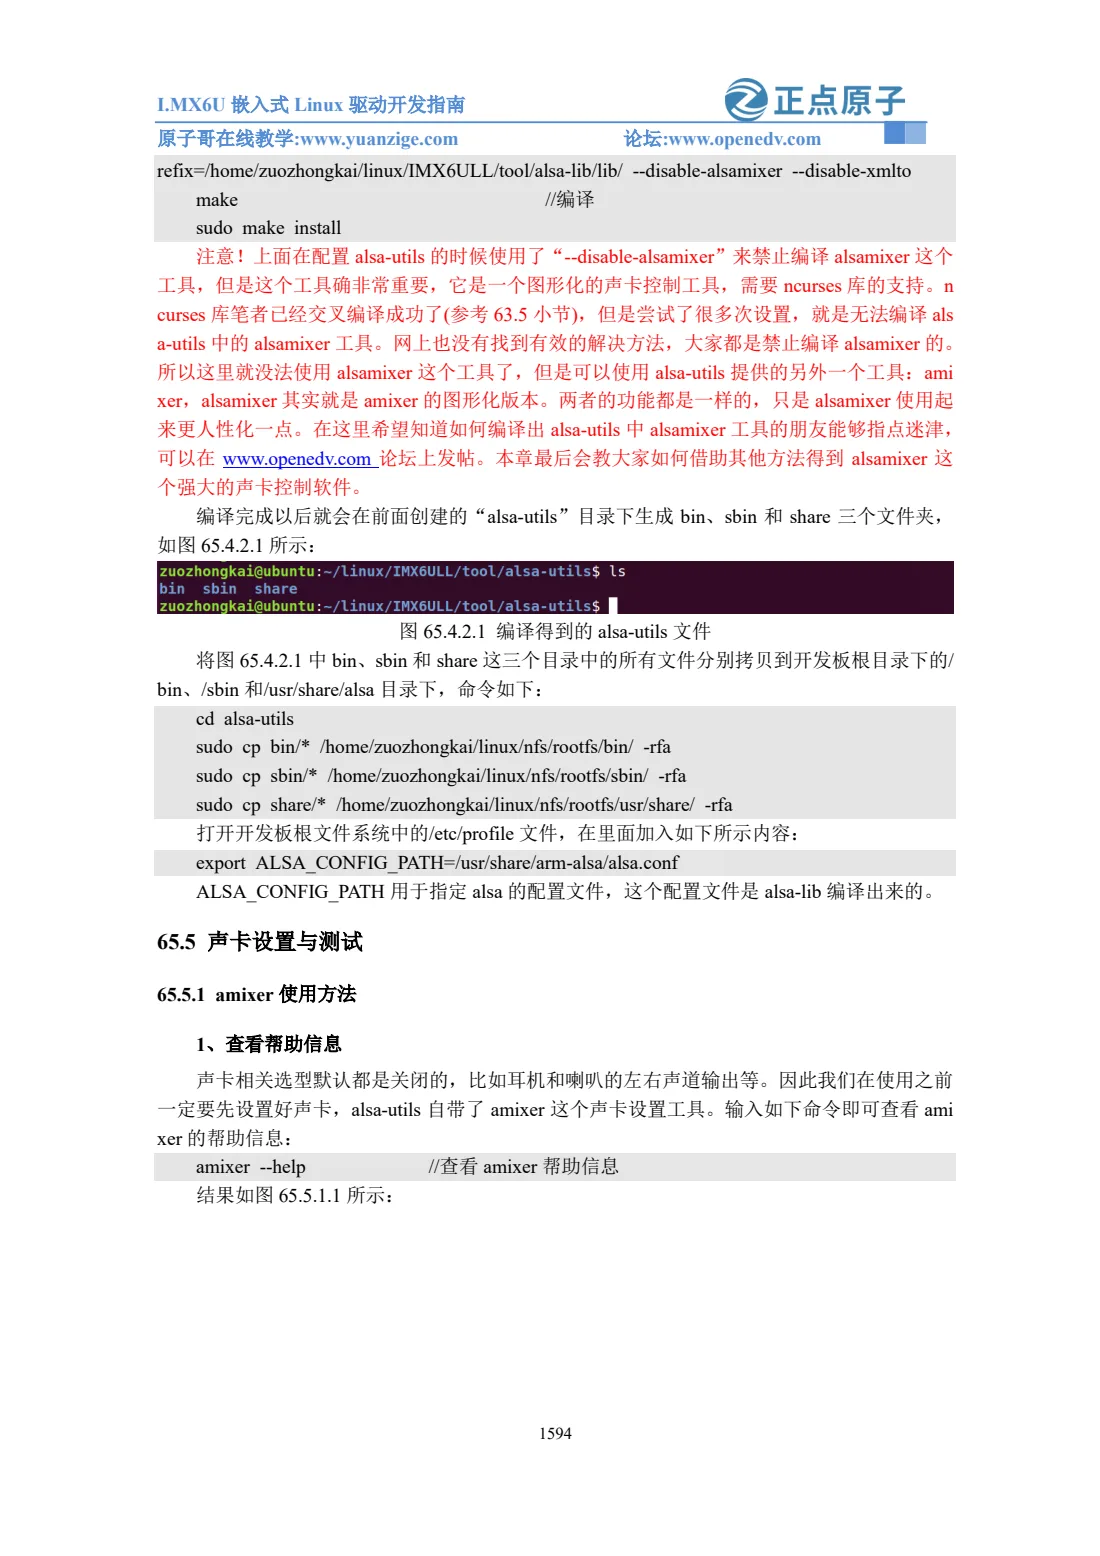 I.MX6U 嵌入式 Linux 驱动开发指南
正点原子
原子哥在线教学:www.yuanzige.com 论坛:www.openedv.com
refix=/home/zuozhongkai/linux/IMX6ULL/tool/alsa-lib/lib/ --disable-alsamixer --disable-xmlto
make //编译
sudo make install
注意！上面在配置 alsa-utils 的时候使用了“--disable-alsamixer”来禁止编译 alsamixer 这个
工具，但是这个工具确非常重要，它是一个图形化的声卡控制工具，需要 ncurses 库的支持。n
curses 库笔者已经交叉编译成功了(参考 63.5 小节)，但是尝试了很多次设置，就是无法编译 als
a-utils 中的 alsamixer 工具。网上也没有找到有效的解决方法，大家都是禁止编译 alsamixer 的。
所以这里就没法使用 alsamixer 这个工具了，但是可以使用 alsa-utils 提供的另外一个工具：ami
xer，alsamixer 其实就是 amixer 的图形化版本。两者的功能都是一样的，只是 alsamixer 使用起
来更人性化一点。在这里希望知道如何编译出 alsa-utils 中 alsamixer 工具的朋友能够指点迷津，
可以在 www.openedv.com 论坛上发帖。本章最后会教大家如何借助其他方法得到 alsamixer 这
个强大的声卡控制软件。
编译完成以后就会在前面创建的“alsa-utils”目录下生成 bin、sbin 和 share 三个文件夹，
如图 65.4.2.1 所示：
zuozhongkai@ubuntu:~/linux/IMX6ULL/tool/alsa-utils$ ls
bin sbin share
zuozhongkai@ubuntu:~/linux/IMX6ULL/tool/alsa-utils$
图 65.4.2.1 编译得到的 alsa-utils 文件
将图 65.4.2.1 中 bin、sbin 和 share 这三个目录中的所有文件分别拷贝到开发板根目录下的/
bin、/sbin 和/usr/share/alsa 目录下，命令如下：
cd alsa-utils
sudo cp bin/* /home/zuozhongkai/linux/nfs/rootfs/bin/ -rfa
sudo cp sbin/* /home/zuozhongkai/linux/nfs/rootfs/sbin/ -rfa
sudo cp share/* /home/zuozhongkai/linux/nfs/rootfs/usr/share/ -rfa
打开开发板根文件系统中的/etc/profile 文件，在里面加入如下所示内容：
export ALSA_CONFIG_PATH=/usr/share/arm-alsa/alsa.conf
ALSA_CONFIG_PATH 用于指定 alsa 的配置文件，这个配置文件是 alsa-lib 编译出来的。
65.5 声卡设置与测试
65.5.1 amixer 使用方法
1、查看帮助信息
声卡相关选型默认都是关闭的，比如耳机和喇叭的左右声道输出等。因此我们在使用之前
一定要先设置好声卡，alsa-utils 自带了 amixer 这个声卡设置工具。输入如下命令即可查看 ami
xer 的帮助信息：
amixer --help //查看 amixer 帮助信息
结果如图 65.5.1.1 所示：
1594